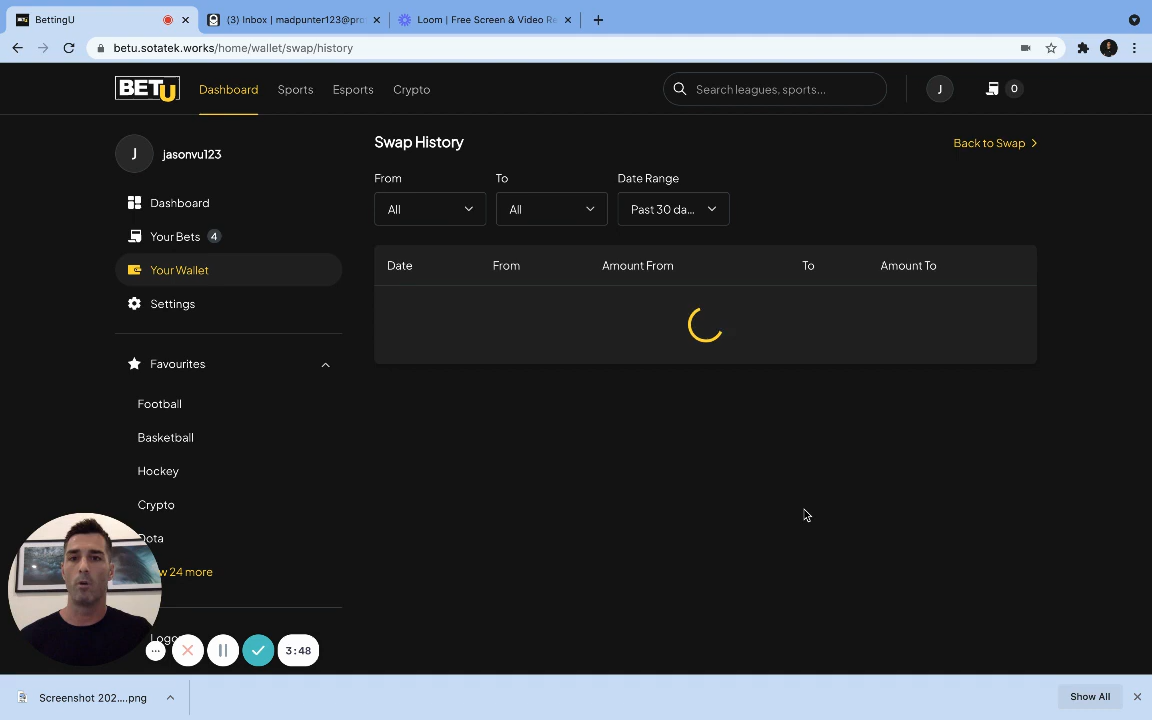 BettingU
(3) Inbox | madpunter123@pro
Loom | Free Screen & Video Re
betu.sotatek.works/home/wallet/swap/history
BETU
Dashboard
Sports
Esports
Crypto
Search leagues, sports...
J
0
J
jasonvu123
Dashboard
Your Bets 4
Your Wallet
Settings
Favourites
Football
Basketball
Hockey
Crypto
Dota
w 24 more
Logo
Swap History
Back to Swap
From
To
Date Range
All
All
Past 30 da...
Date
From
Amount From
To
Amount To
3:48
Screenshot 202....png
Show All